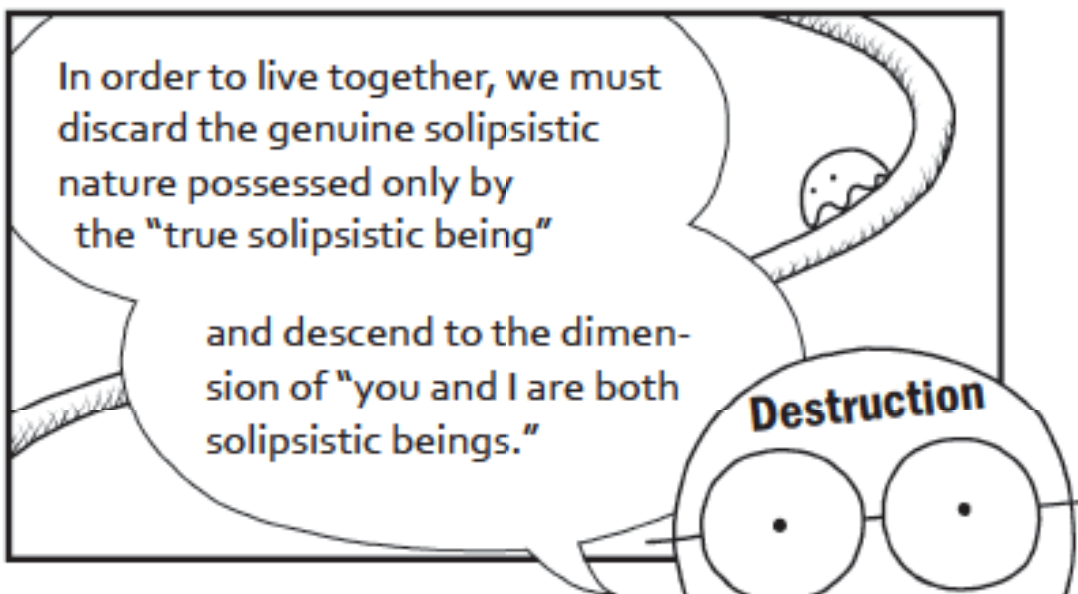 In order to live together, we must
discard the genuine solipsistic
nature possessed only by
the “true solipsistic being”
and descend to the dimen-
sion of “you and I are both
solipsistic beings.”
Destruction